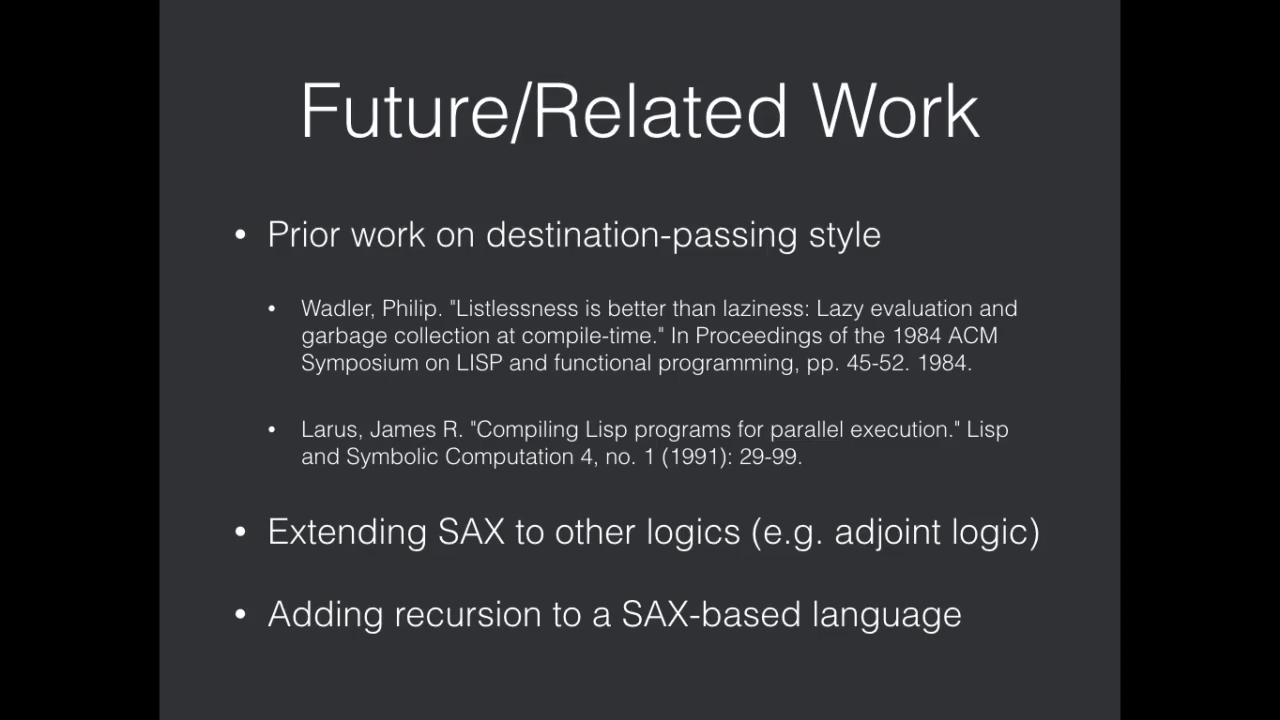 Future/Related Work
• Prior work on destination-passing style
• Wadler, Philip. "Listlessness is better than laziness: Lazy evaluation and
garbage collection at compile-time." In Proceedings of the 1984 ACM
Symposium on LISP and functional programming, pp. 45-52. 1984.
• Larus, James R. "Compiling Lisp programs for parallel execution." Lisp
and Symbolic Computation 4, no. 1 (1991): 29-99.
• Extending SAX to other logics (e.g. adjoint logic)
• Adding recursion to a SAX-based language